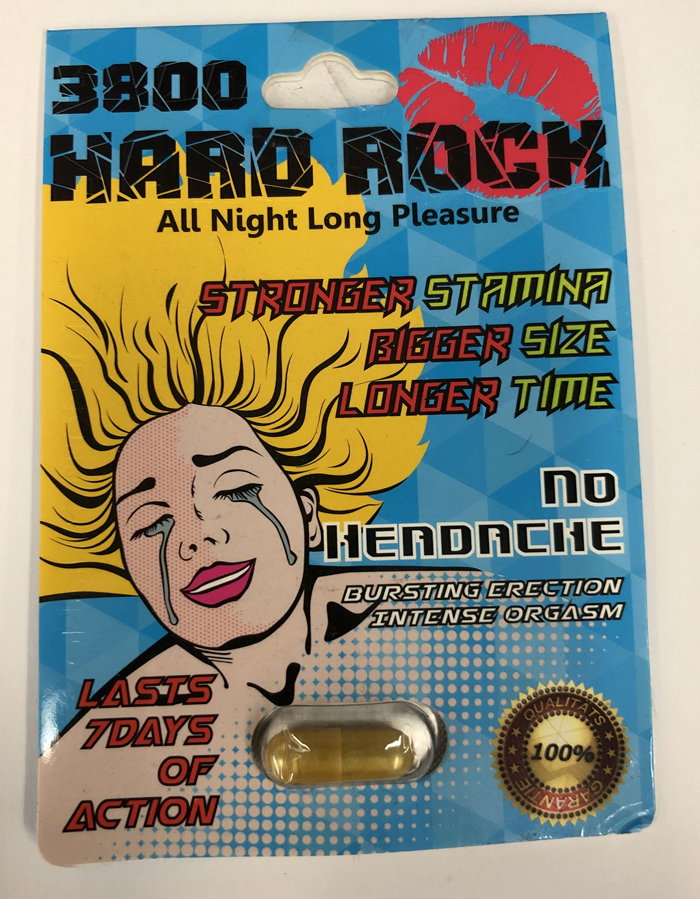 3800
HARD ROCK
All Night Long Pleasure
STRONGER STAMINA
BIGGER SIZE
LONGER TIME
NO
HEADACHE
BURSTING ERECTION
INTENSE ORGASM
LASTS
7DAYS
OF
ACTION
QUALITATS
100%
GARANTIE